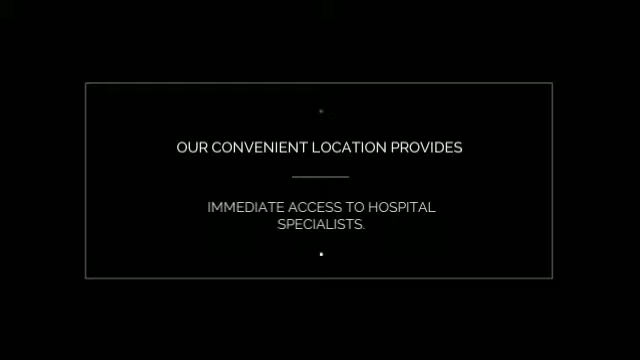 OUR CONVENIENT LOCATION PROVIDES
IMMEDIATE ACCESS TO HOSPITAL
SPECIALISTS.